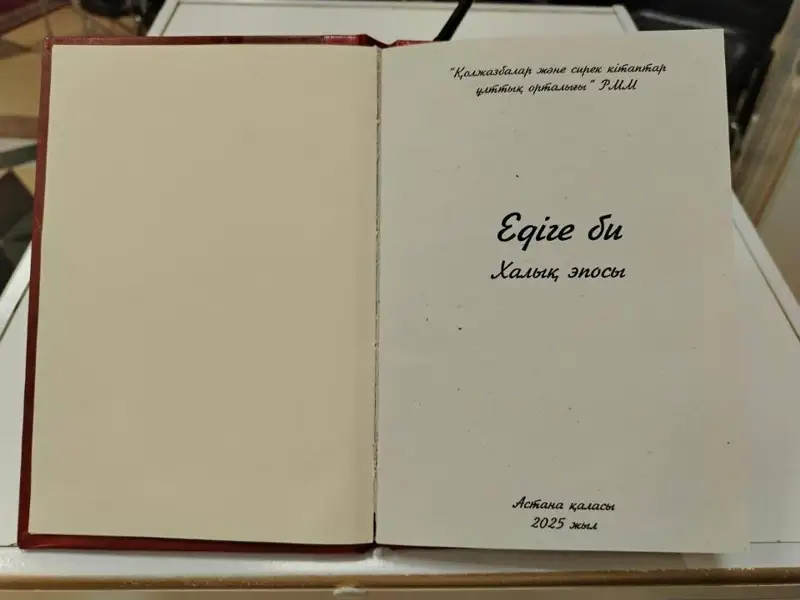 "Қолжазбалар және сирек кітаптар
ұлттық орталығы" РММ
Едіге би
Халық эпосы
Астана қаласы
2025 жыл